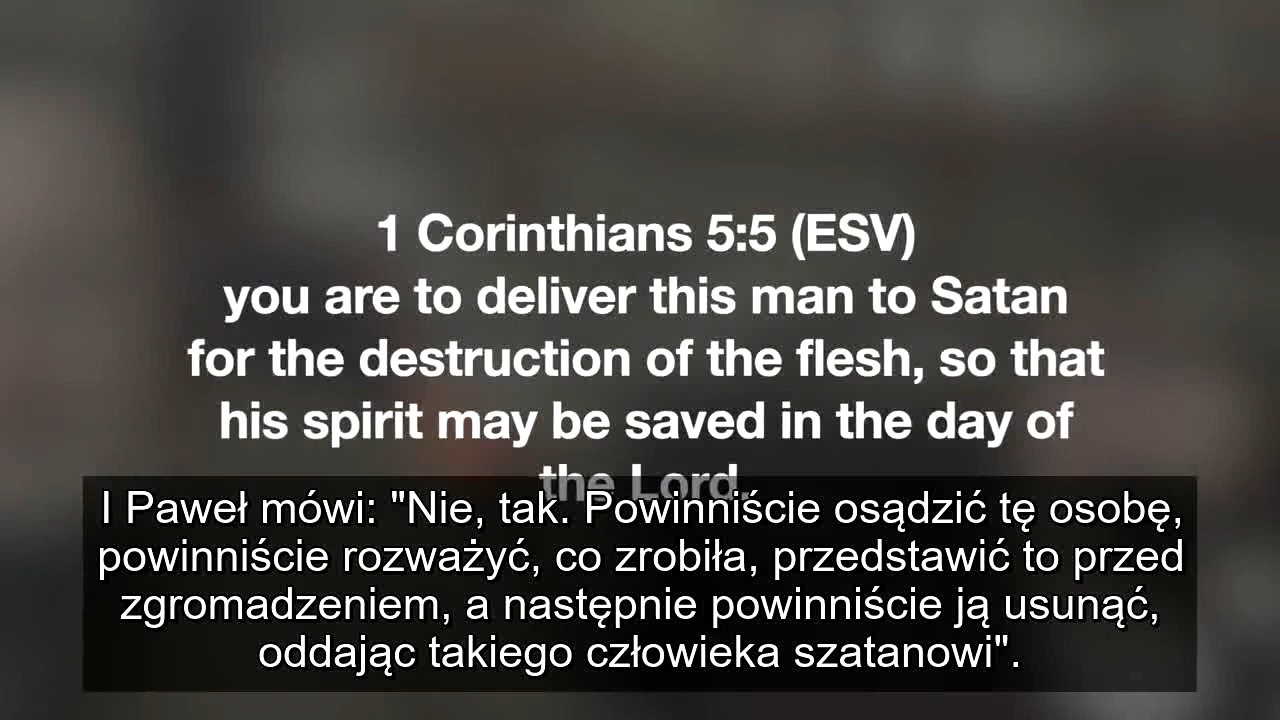 1 Corinthians 5:5 (ESV)
you are to deliver this man to Satan
for the destruction of the flesh, so that
his spirit may be saved in the day of
the Lord.
I Paweł mówi: "Nie, tak. Powinniście osądzić tę osobę,
powinniście rozważyć, co zrobiła, przedstawić to przed
zgromadzeniem, a następnie powinniście ją usunąć,
oddając takiego człowieka szatanowi".